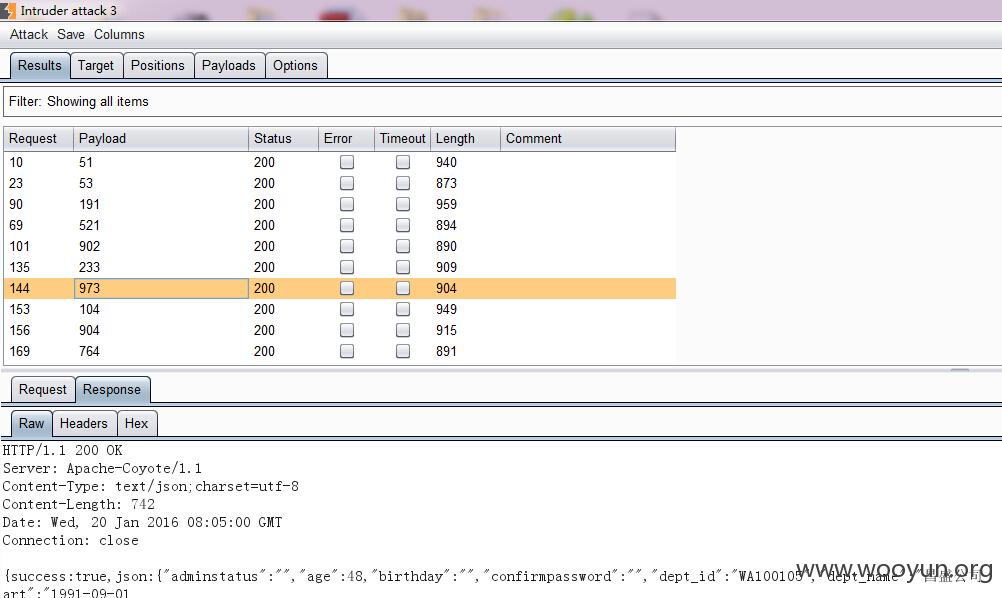 Intruder attack 3
Attack Save Columns
Results Target Positions Payloads Options
Filter: Showing all items
Request Payload Status Error Timeout Length Comment
10 51 200 940
23 53 200 873
90 191 200 959
69 521 200 894
101 902 200 890
135 233 200 909
144 973 200 904
153 104 200 949
156 904 200 915
169 764 200 891
Request Response
Raw Headers Hex
HTTP/1.1 200 OK
Server: Apache-Coyote/1.1
Content-Type: text/json;charset=utf-8
Content-Length: 742
Date: Wed, 20 Jan 2016 08:05:00 GMT
Connection: close
{success:true,json:{"adminstatus":"","age":48,"birthday":"","confirmpassword":"","dept_id":"WA100105","dept_name":"昌盛公司
art":"1991-09-01
www.wooyun.org